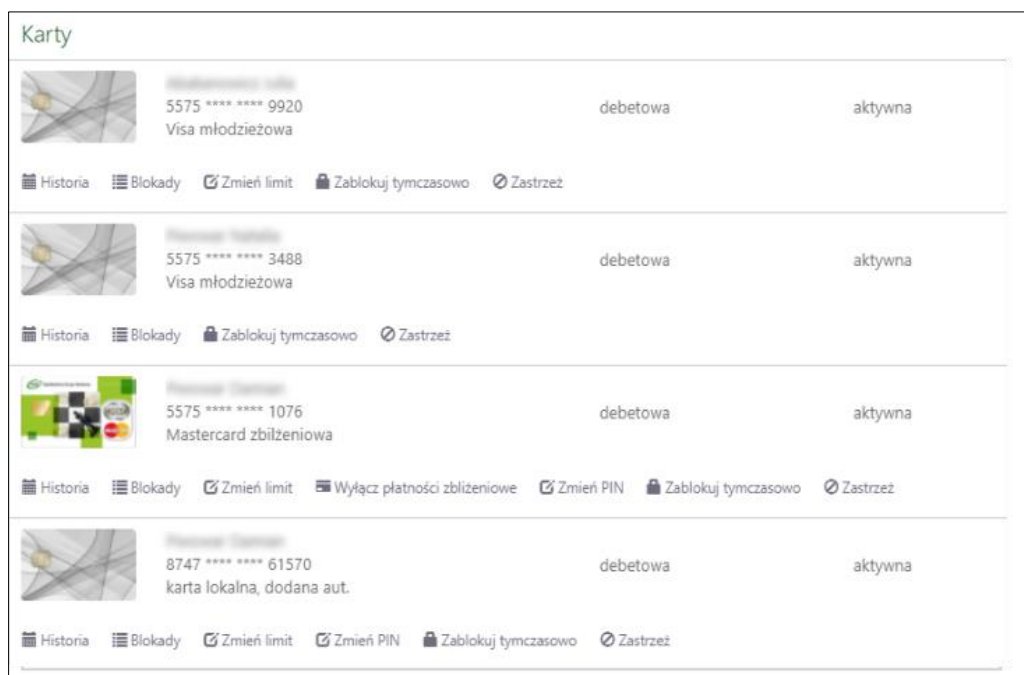 Karty
5575 **** **** 9920
Visa młodzieżowa
debetowa
aktywna
Historia Blokady Zmień limit Zablokuj tymczasowo Zastrzeż
5575 **** **** 3488
Visa młodzieżowa
debetowa
aktywna
Historia Blokady Zablokuj tymczasowo Zastrzeż
5575 **** **** 1076
Mastercard zbilżeniowa
debetowa
aktywna
Historia Blokady Zmień limit Wyłącz płatności zbliżeniowe Zmień PIN Zablokuj tymczasowo Zastrzeż
8747 **** **** 61570
karta lokalna, dodana aut.
debetowa
aktywna
Historia Blokady Zmień limit Zmień PIN Zablokuj tymczasowo Zastrzeż